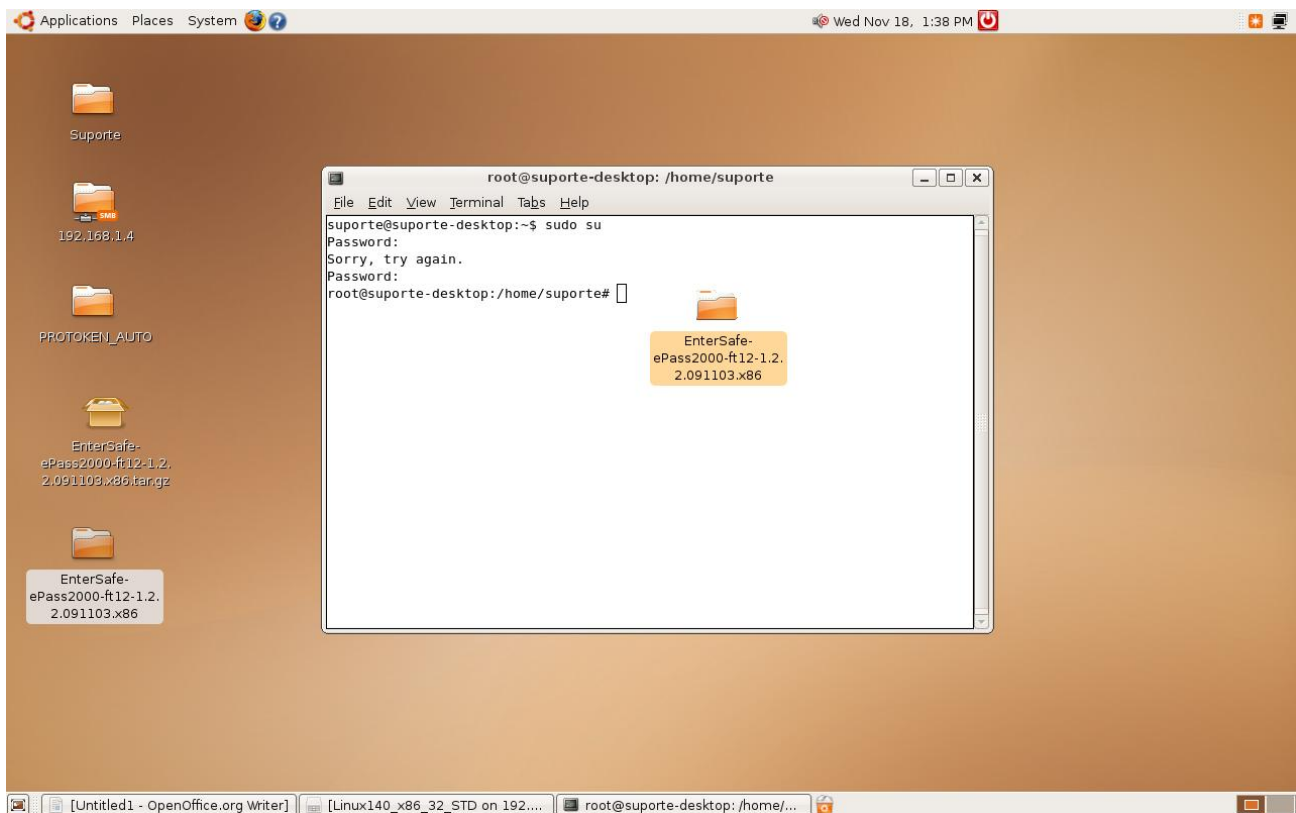 Applications Places System
Wed Nov 18, 1:38 PM
Suporte
SMB
192.168.1.4
PROTOKEN_AUTO
EnterSafe-
ePass2000-ft12-1.2.
2.091103.x86.tar.gz
EnterSafe-
ePass2000-ft12-1.2.
2.091103.x86
root@suporte-desktop: /home/suporte
File Edit View Terminal Tabs Help
suporte@suporte-desktop:~$ sudo su
Password:
Sorry, try again.
Password:
root@suporte-desktop:/home/suporte#
EnterSafe-
ePass2000-ft12-1.2.
2.091103.x86
[Untitled1 - OpenOffice.org Writer]
[Linux140_x86_32_STD on 192....
root@suporte-desktop: /home/...